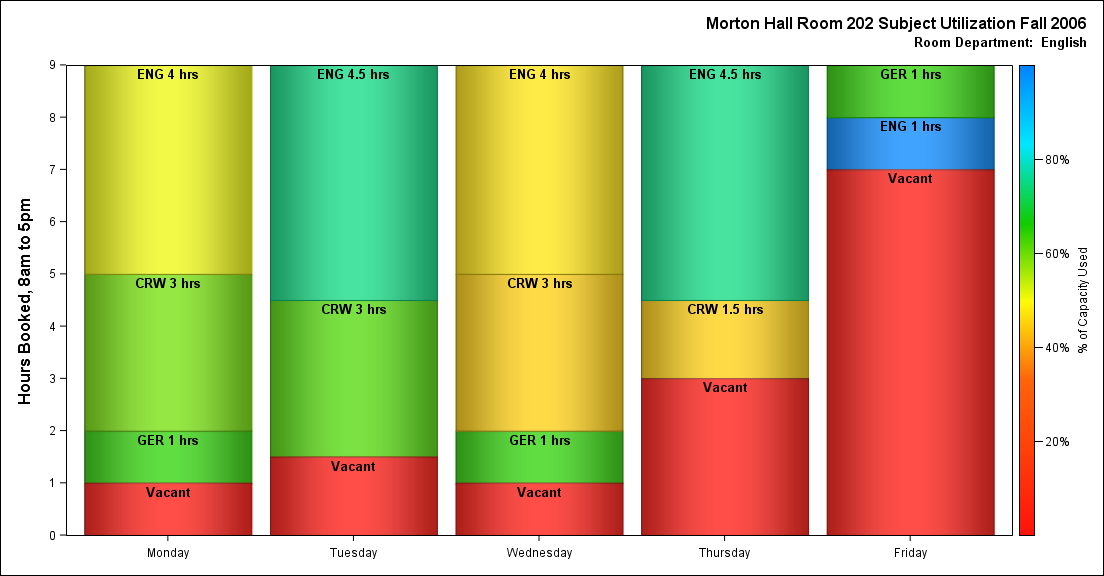 Morton Hall Room 202 Subject Utilization Fall 2006
Room Department:  English
Hours Booked, 8am to 5pm
9
8
7
6
5
4
3
2
1
0
ENG 4 hrs
CRW 3 hrs
GER 1 hrs
Vacant
ENG 4.5 hrs
CRW 3 hrs
Vacant
ENG 4 hrs
CRW 3 hrs
GER 1 hrs
Vacant
ENG 4.5 hrs
CRW 1.5 hrs
Vacant
GER 1 hrs
ENG 1 hrs
Vacant
Monday
Tuesday
Wednesday
Thursday
Friday
80%
60%
40%
20%
% of Capacity Used